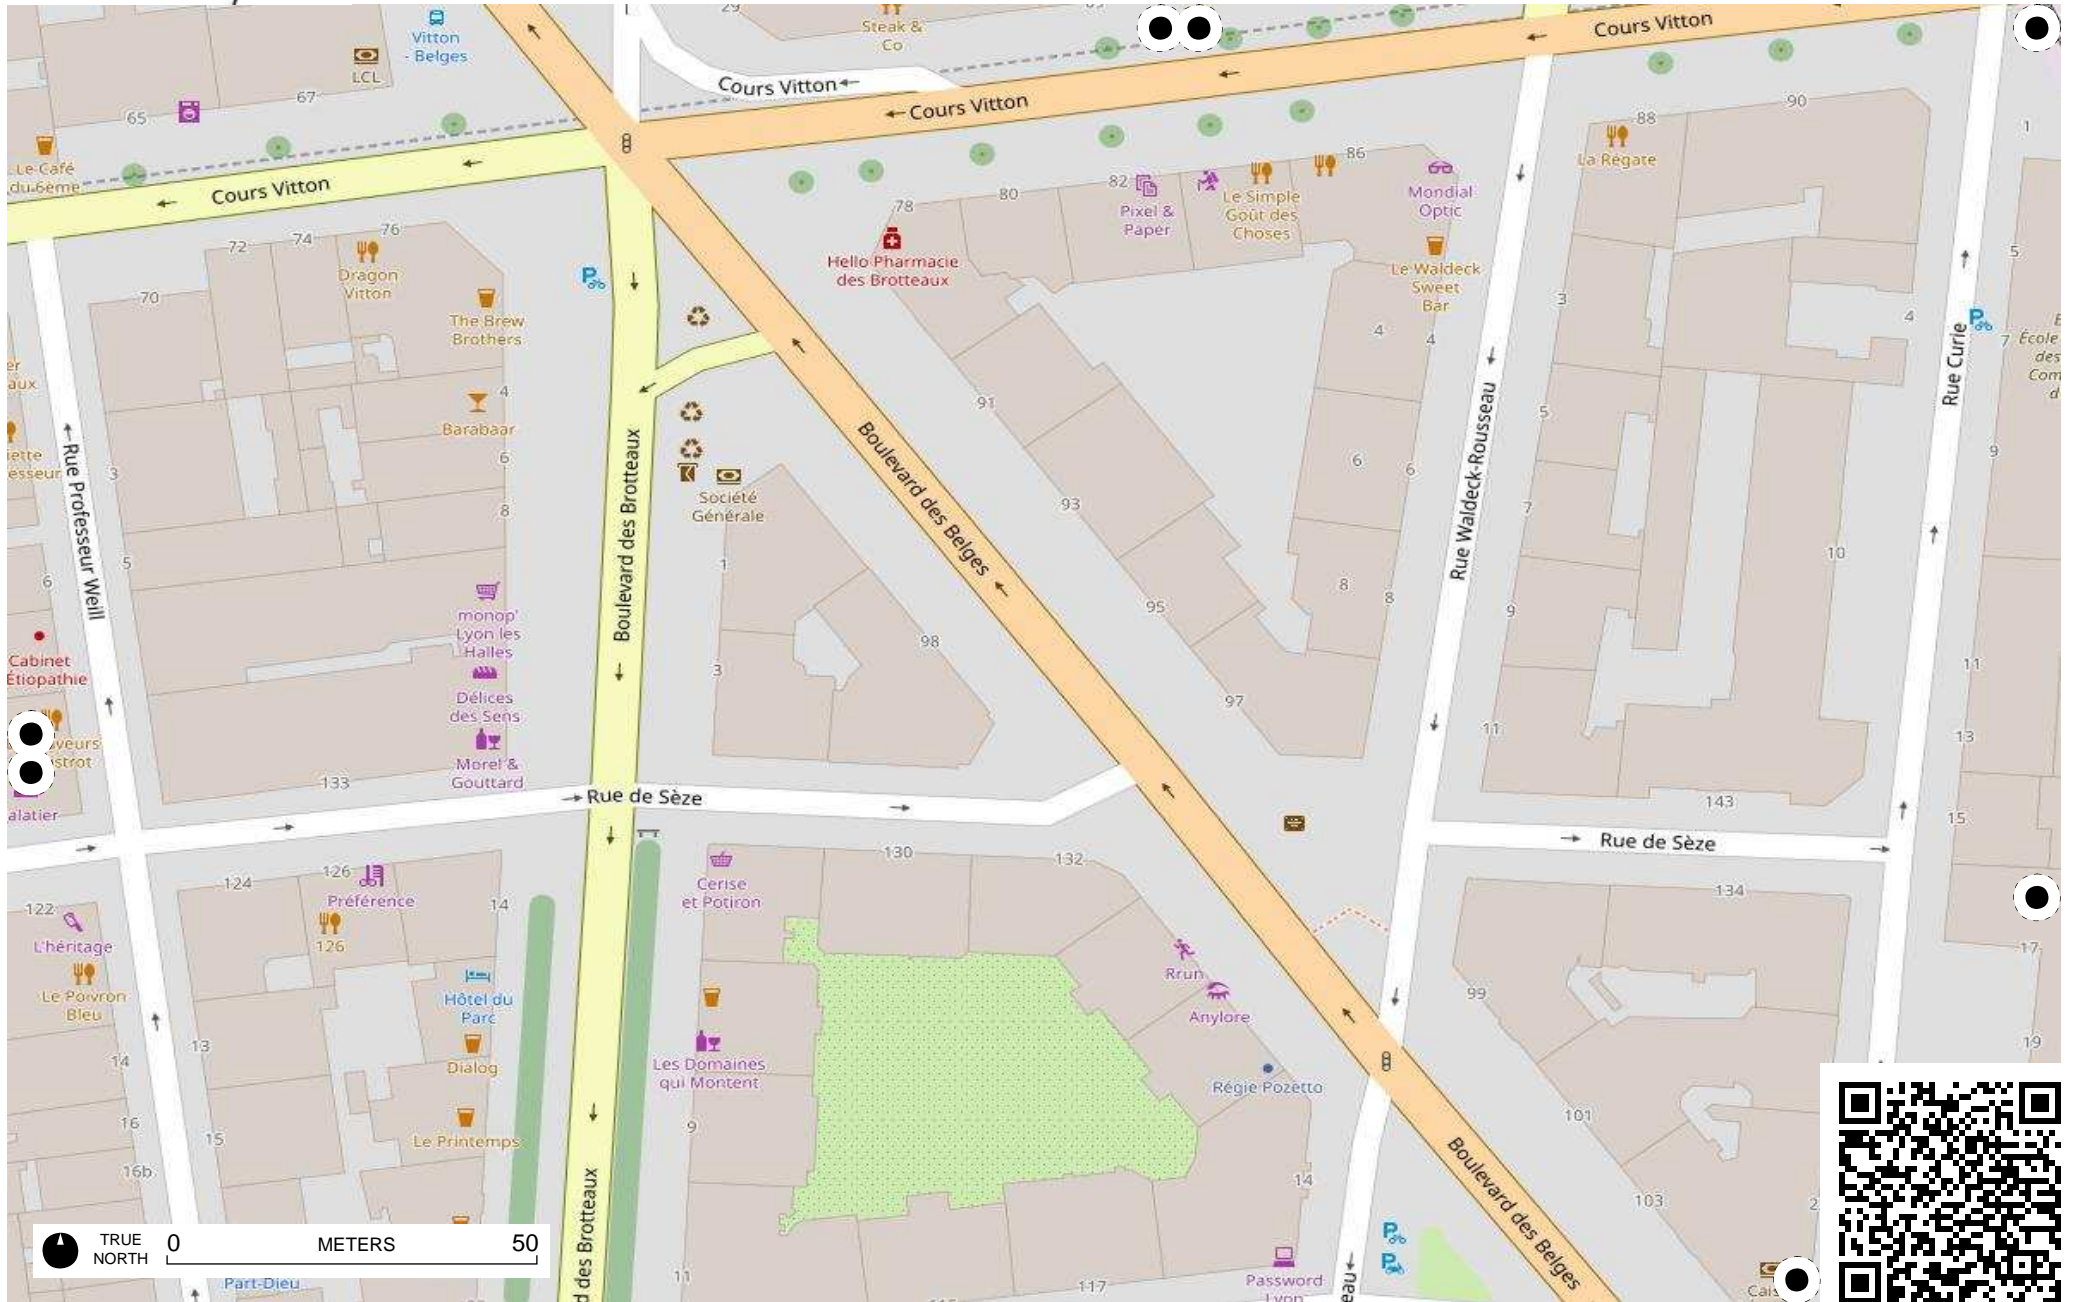 29
Steak &
Co
Vitton
- Belges
LCL
67
65
Le Café
du 6ème
Cours Vitton
Cours Vitton
Cours Vitton
Cours Vitton
88
90
La Régate
1
86
82
80
78
Pixel &
Paper
Le Simple
Goût des
Choses
Mondial
Optic
Hello Pharmacie
des Brotteaux
Le Waldeck
Sweet
Bar
72
74
76
70
Dragon
Vitton
The Brew
Brothers
3
5
4
7
École
des
Com
Rue Curie
4
4
91
Boulevard des Belges
Rue Waldeck-Rousseau
5
9
4
Barabaar
6
8
Rue Professeur Weill
3
5
6
Boulevard des Brotteaux
Société
Générale
1
3
98
93
95
97
6
6
8
8
7
9
11
10
11
13
15
monop'
Lyon les
Halles
Délices
des Sens
Morel &
Gouttard
Cabinet
Étiopathie
133
Rue de Sèze
143
Rue de Sèze
122
124
126
Préférence
126
14
L'héritage
Le Poivron
Bleu
Hôtel du
Parc
Dialog
Le Printemps
13
14
15
16
16b
Cerise
et Potiron
130
132
134
Rrun
Anylore
Régie Pozetto
Les Domaines
qui Montent
9
11
99
101
103
17
19
14
117
Password
Lyon
Boulevard des Belges
d des Brotteaux
eau
Cais
Part-Dieu
TRUE
NORTH
0
METERS
50